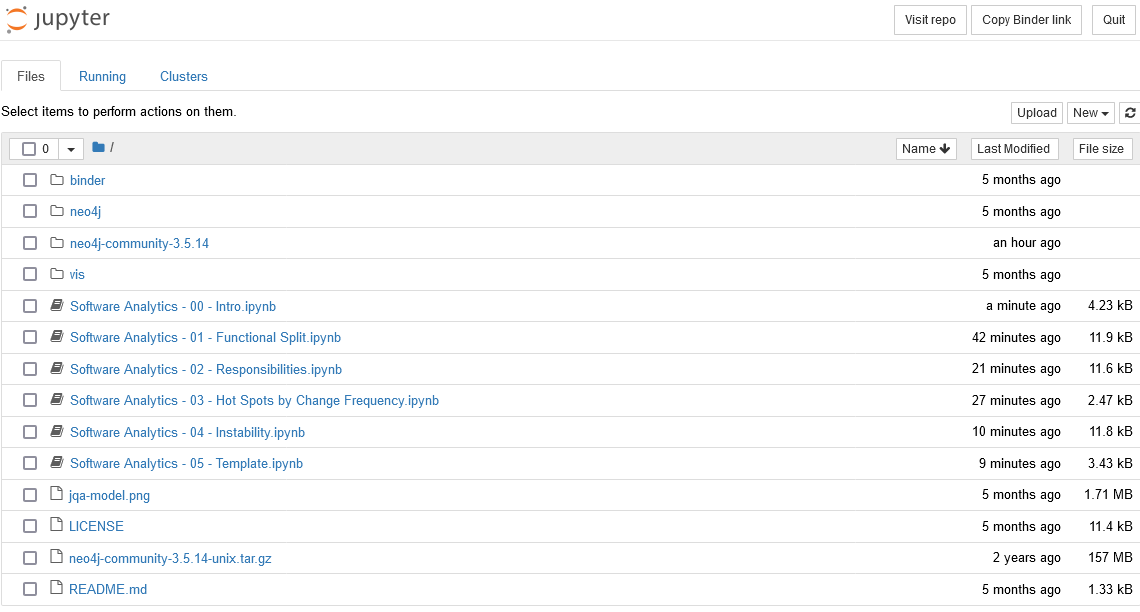 jupyter Visit repo Copy Binder link Quit
Files Running Clusters
Select items to perform actions on them. Upload New
0 / Name Last Modified File size
binder 5 months ago
neo4j 5 months ago
neo4j-community-3.5.14 an hour ago
vis 5 months ago
Software Analytics - 00 - Intro.ipynb a minute ago 4.23 kB
Software Analytics - 01 - Functional Split.ipynb 42 minutes ago 11.9 kB
Software Analytics - 02 - Responsibilities.ipynb 21 minutes ago 11.6 kB
Software Analytics - 03 - Hot Spots by Change Frequency.ipynb 27 minutes ago 2.47 kB
Software Analytics - 04 - Instability.ipynb 10 minutes ago 11.8 kB
Software Analytics - 05 - Template.ipynb 9 minutes ago 3.43 kB
jqa-model.png 5 months ago 1.71 MB
LICENSE 5 months ago 11.4 kB
neo4j-community-3.5.14-unix.tar.gz 2 years ago 157 MB
README.md 5 months ago 1.33 kB